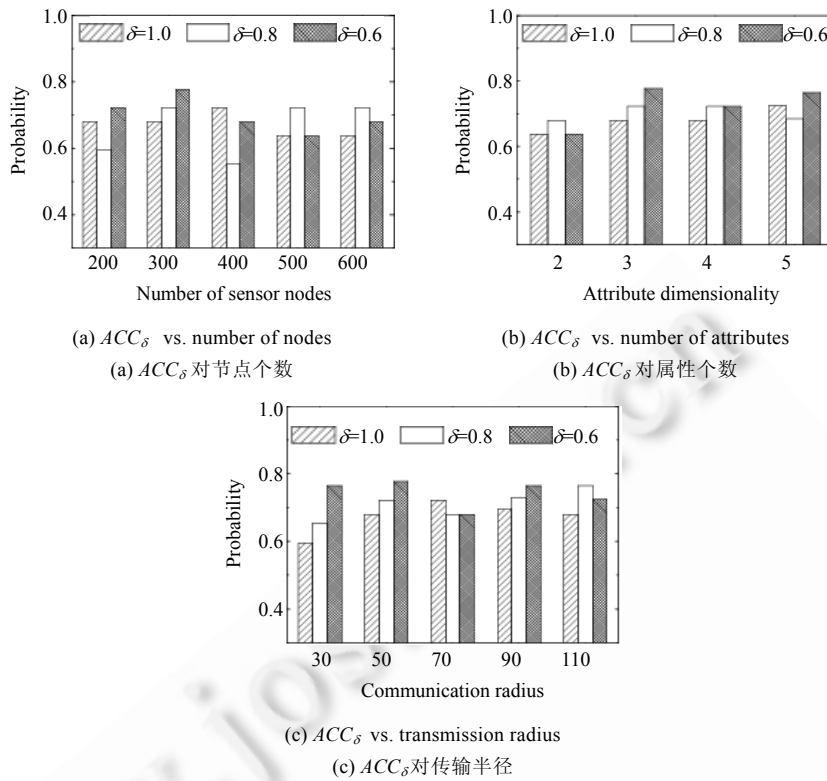 1.0
δ=1.0 δ=0.8 δ=0.6
0.8
0.6
0.4
Probability
200 300 400 500 600
Number of sensor nodes
(a) ACCδ vs. number of nodes
(a) ACCδ 对节点个数
1.0
δ=1.0 δ=0.8 δ=0.6
0.8
0.6
0.4
Probability
2 3 4 5
Attribute dimensionality
(b) ACCδ vs. number of attributes
(b) ACCδ 对属性个数
1.0
δ=1.0 δ=0.8 δ=0.6
0.8
0.6
0.4
Probability
30 50 70 90 110
Communication radius
(c) ACCδ vs. transmission radius
(c) ACCδ对传输半径